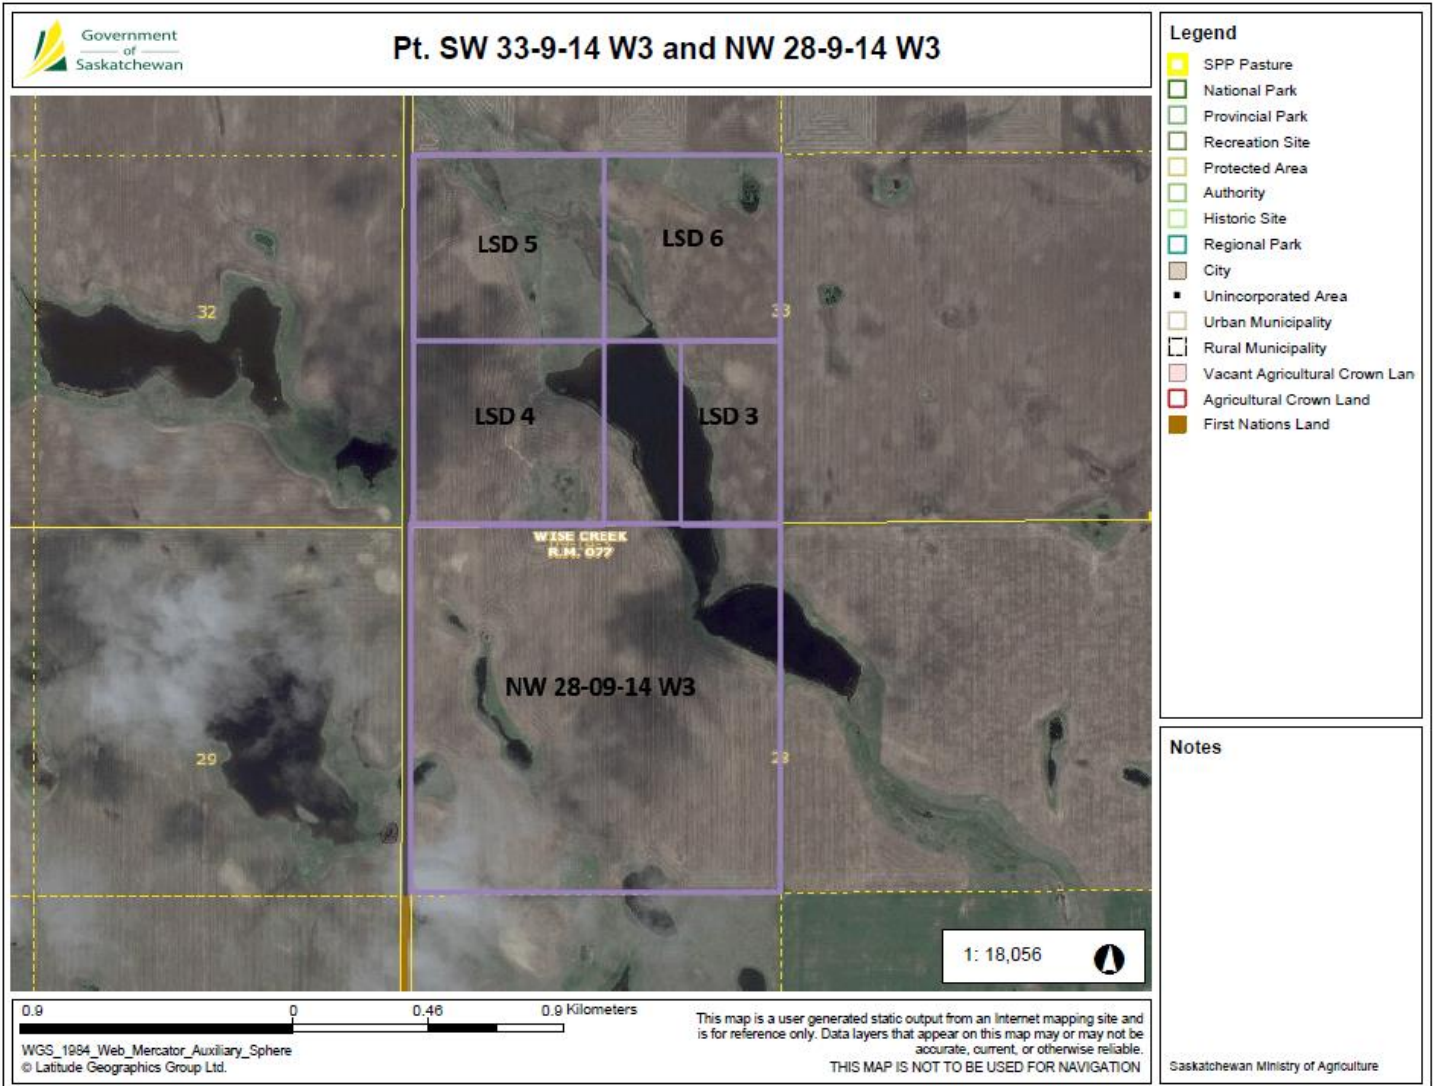 Government
of
Saskatchewan
Pt. SW 33-9-14 W3 and NW 28-9-14 W3
Legend
SPP Pasture
National Park
Provincial Park
Recreation Site
Protected Area
Authority
Historic Site
Regional Park
City
Unincorporated Area
Urban Municipality
Rural Municipality
Vacant Agricultural Crown Lan
Agricultural Crown Land
First Nations Land
LSD 5
LSD 6
32
33
LSD 4
LSD 3
WISE CREEK
R.M. 077
NW 28-09-14 W3
29
28
1: 18,056
Notes
0.9 0 0.46 0.9 Kilometers
WGS_1984_Web_Mercator_Auxiliary_Sphere
© Latitude Geographics Group Ltd.
This map is a user generated static output from an Internet mapping site and
is for reference only. Data layers that appear on this map may or may not be
accurate, current, or otherwise reliable.
THIS MAP IS NOT TO BE USED FOR NAVIGATION
Saskatchewan Ministry of Agriculture